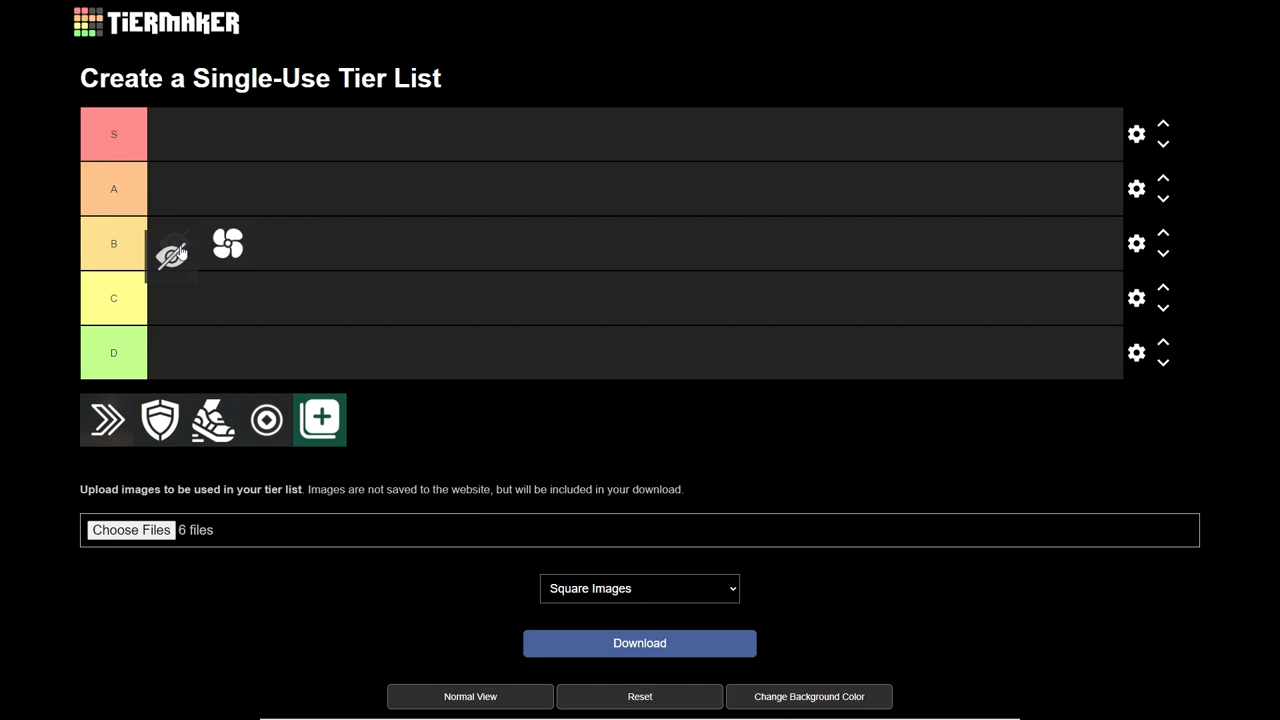 TiERMAKER
Create a Single-Use Tier List
S
A
B
C
D
Upload images to be used in your tier list. Images are not saved to the website, but will be included in your download.
Choose Files 6 files
Square Images
Download
Normal View Reset Change Background Color